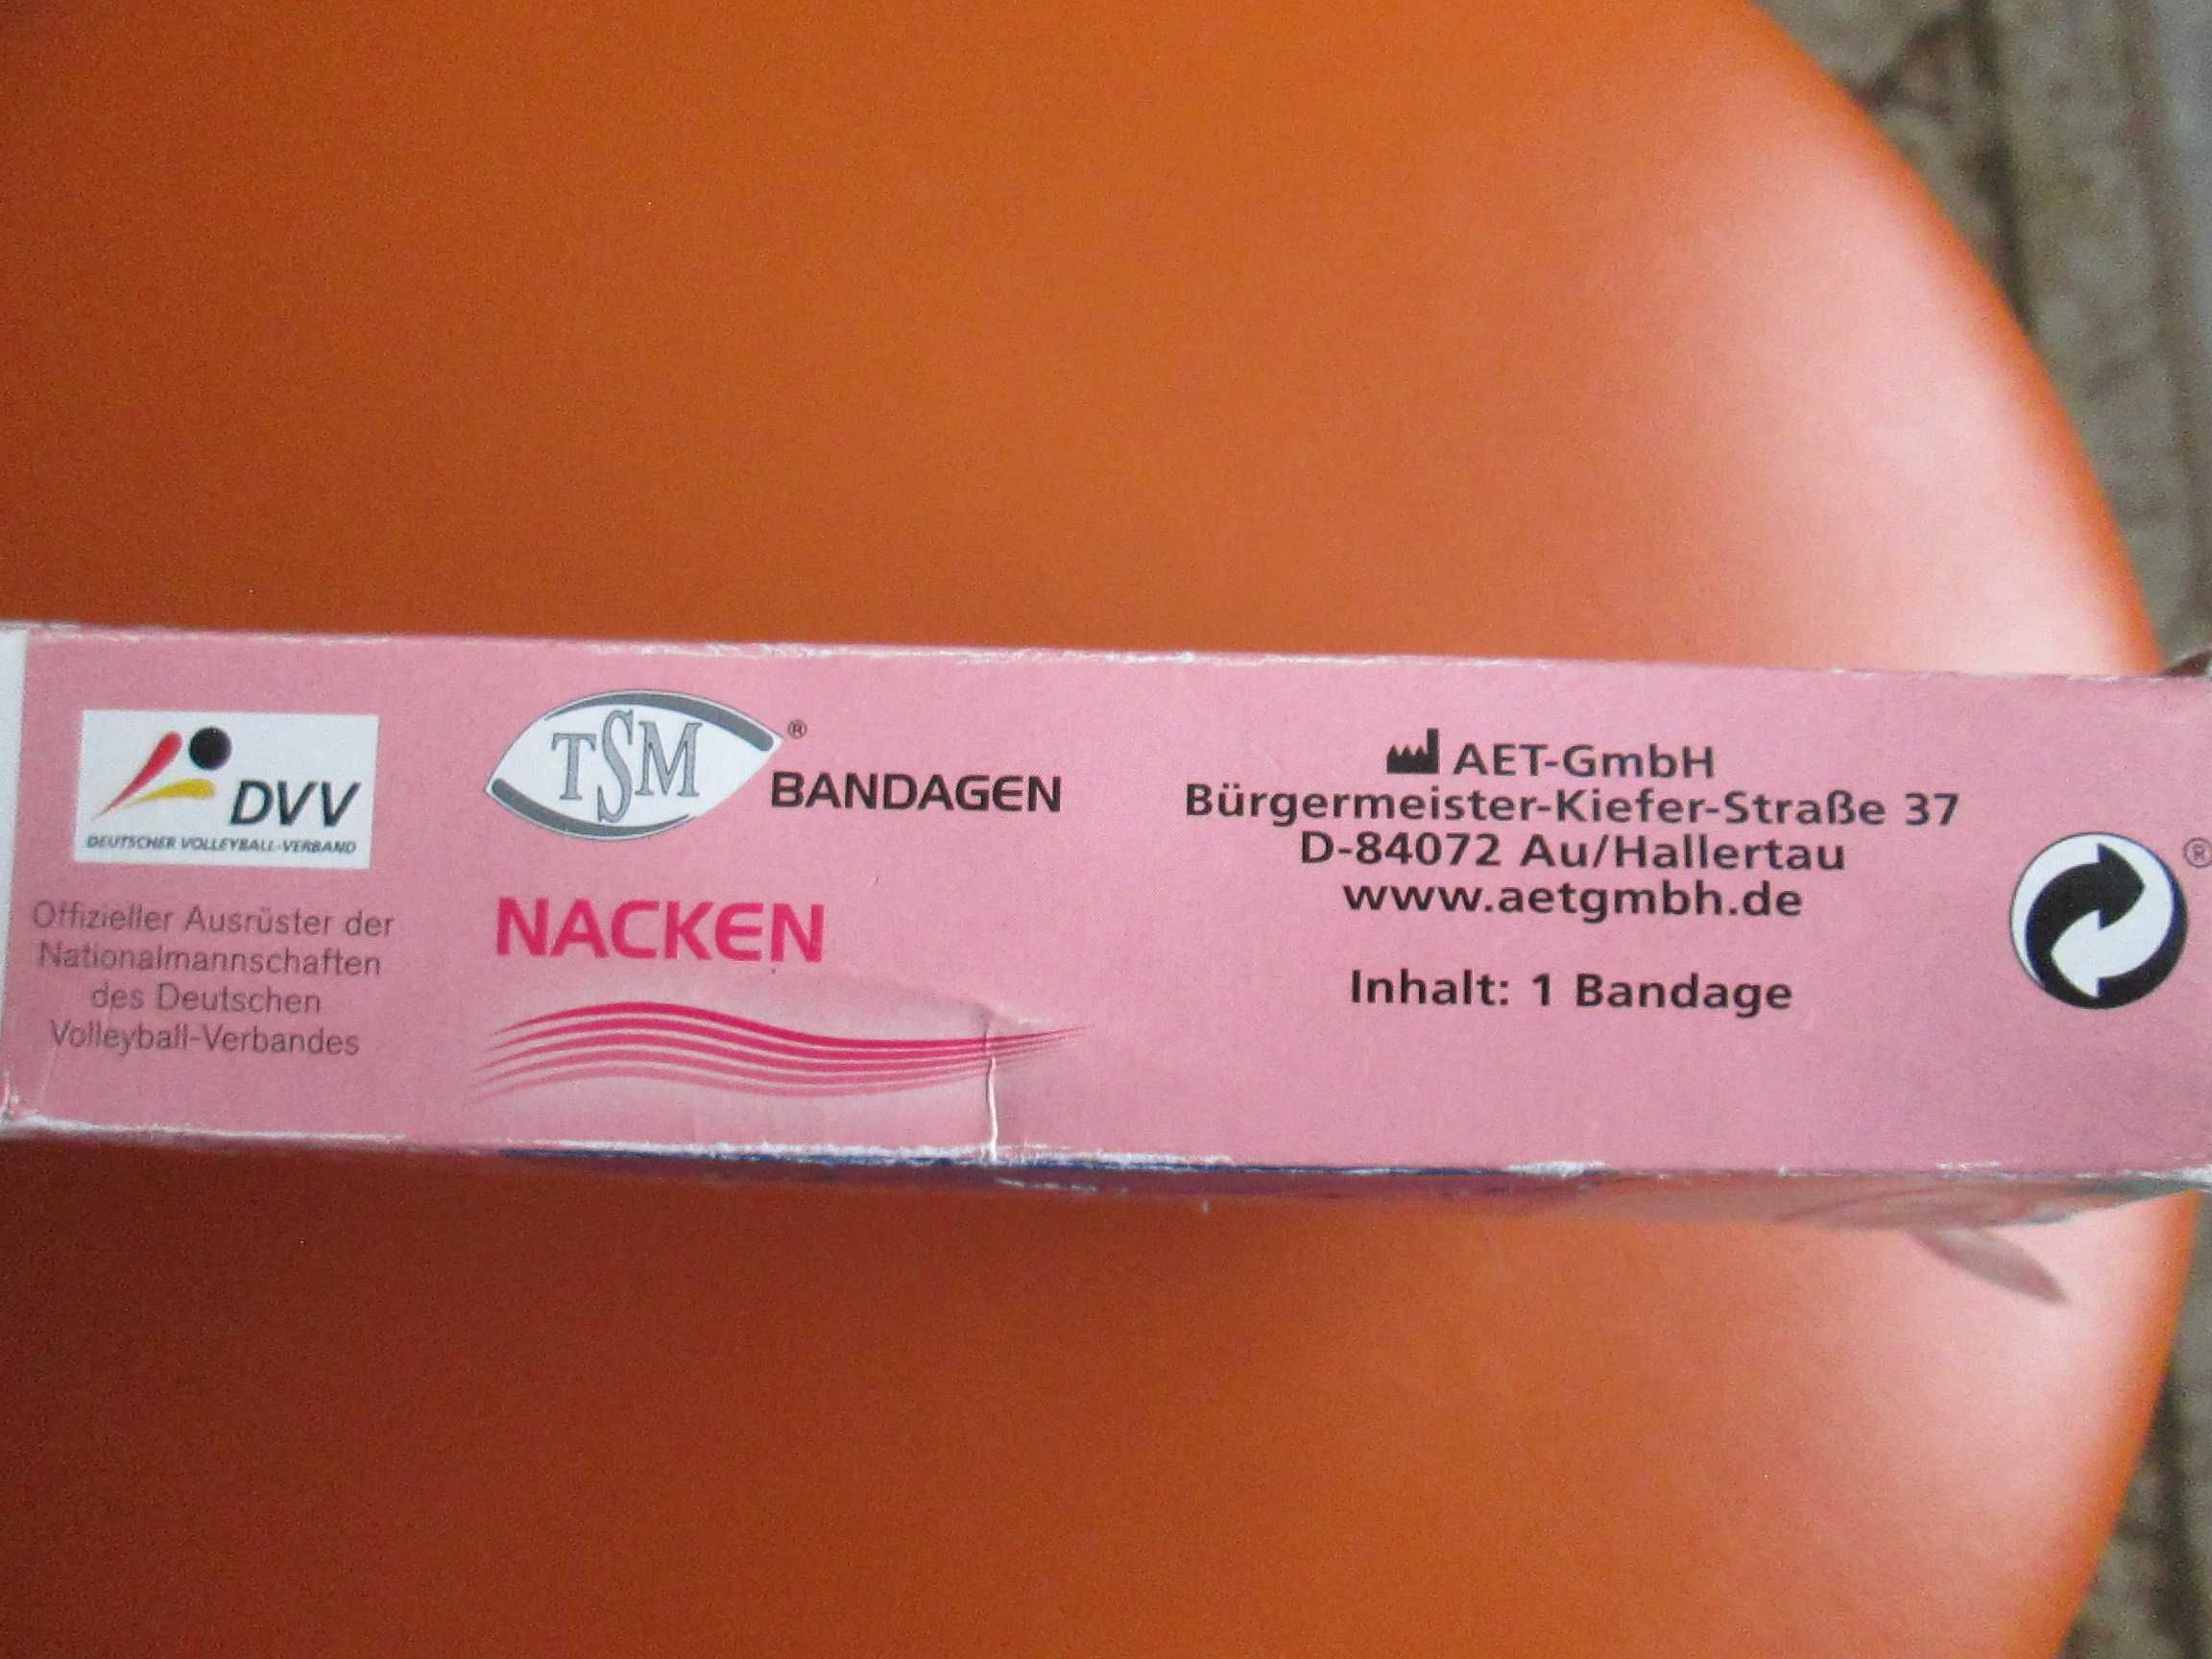 DVV
DEUTSCHER VOLLEYBALL-VERBAND
Offizieller Ausrüster der
Nationalmannschaften
des Deutschen
Volleyball-Verbandes
TSM®
BANDAGEN
NACKEN
AET-GmbH
Bürgermeister-Kiefer-Straße 37
D-84072 Au/Hallertau
www.aetgmbh.de
Inhalt: 1 Bandage
®